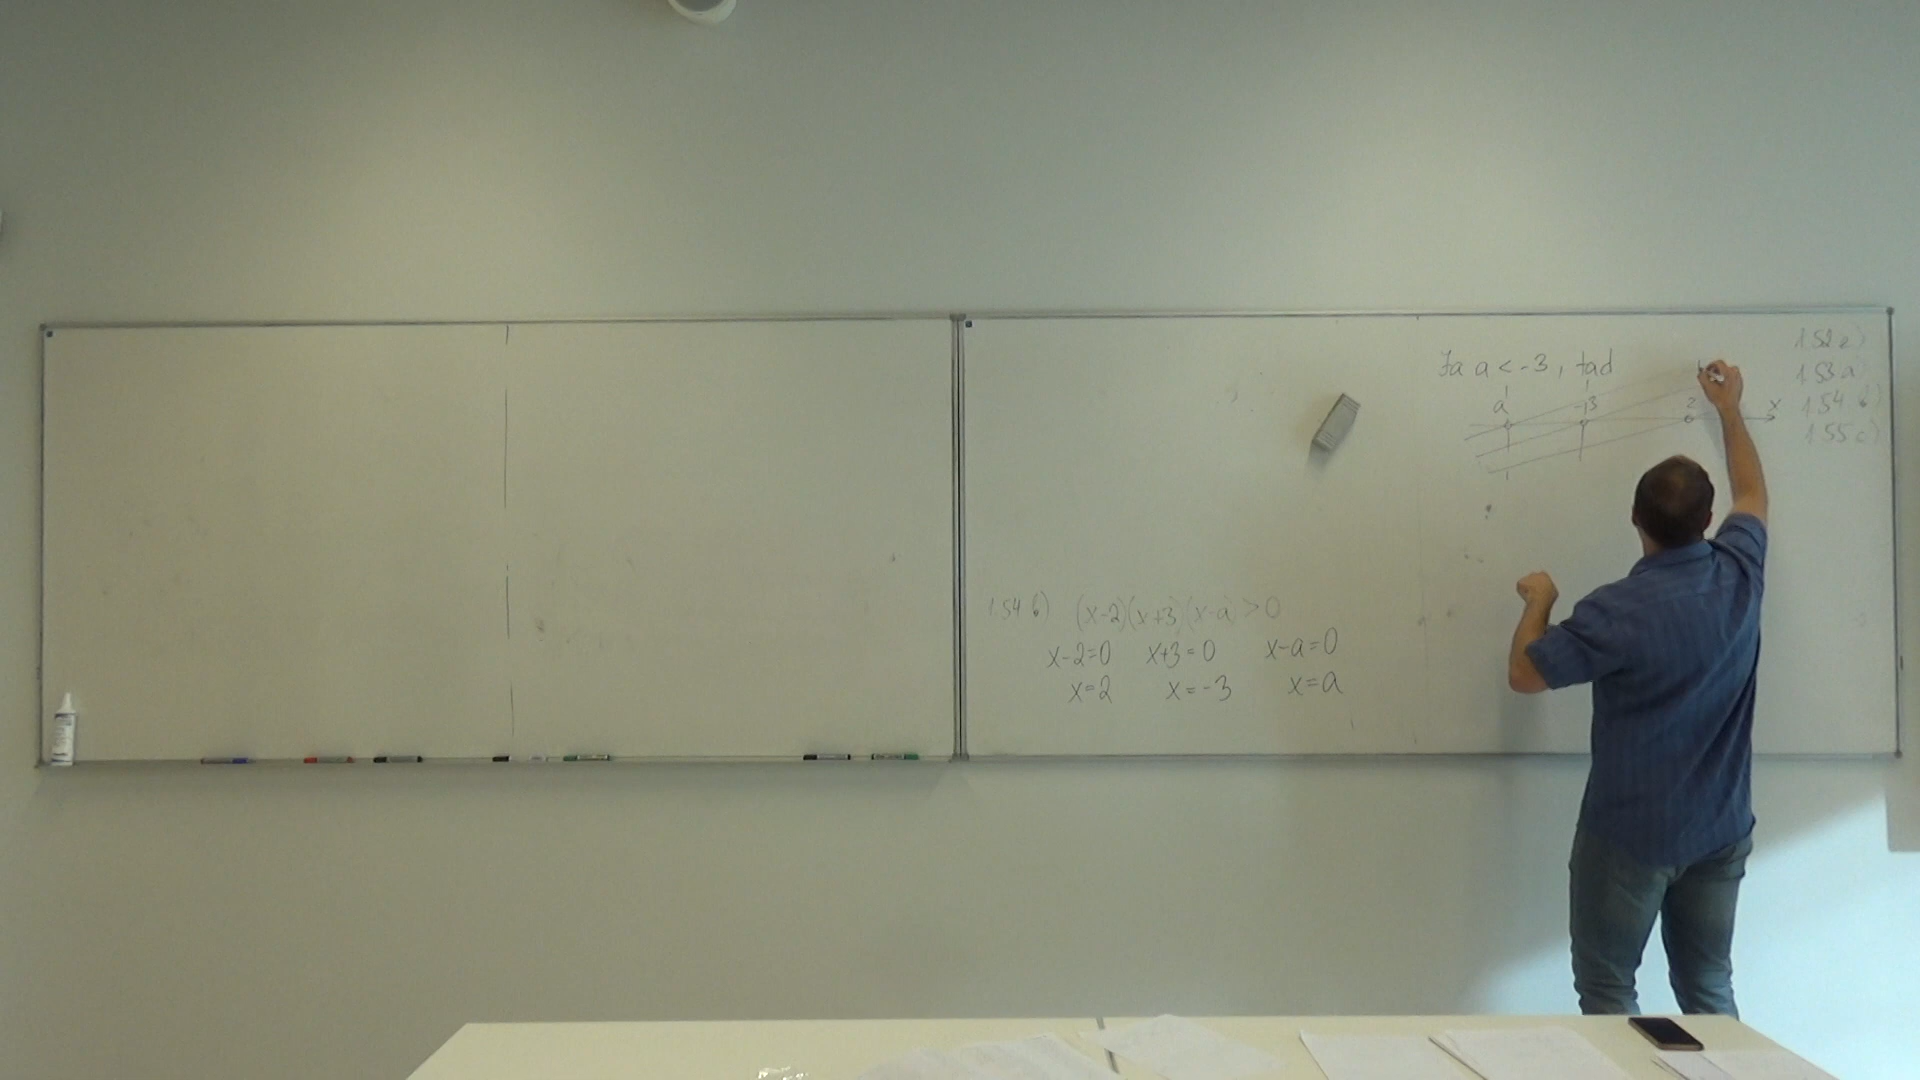 1.54 b) (x-2)(x+3)(x-a) > 0
x-2=0 x+3=0 x-a=0
x=2 x=-3 x=a
Ja a < -3, tad
a -3 2 x
1.52 a)
1.53 a)
1.54 b)
1.55 c)